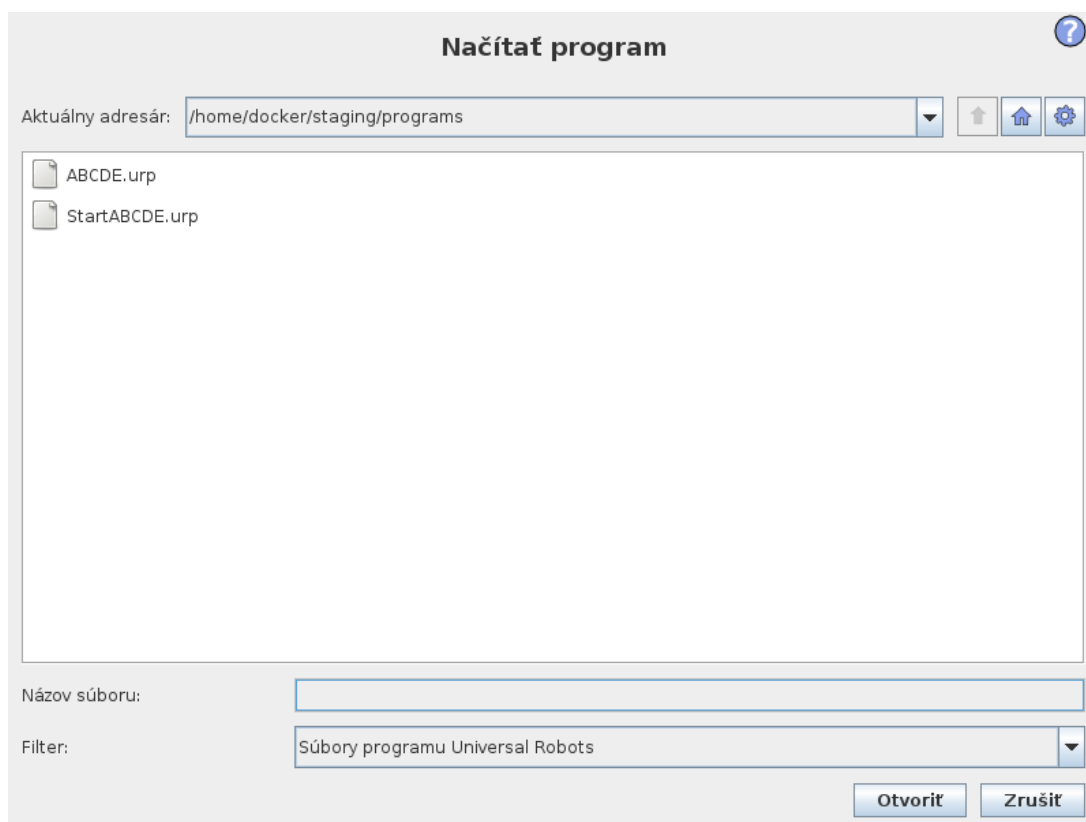 Načítať program
?
Aktuálny adresár: /home/docker/staging/programs
ABCDE.urp
StartABCDE.urp
Názov súboru:
Filter: Súbory programu Universal Robots
Otvoriť Zrušiť